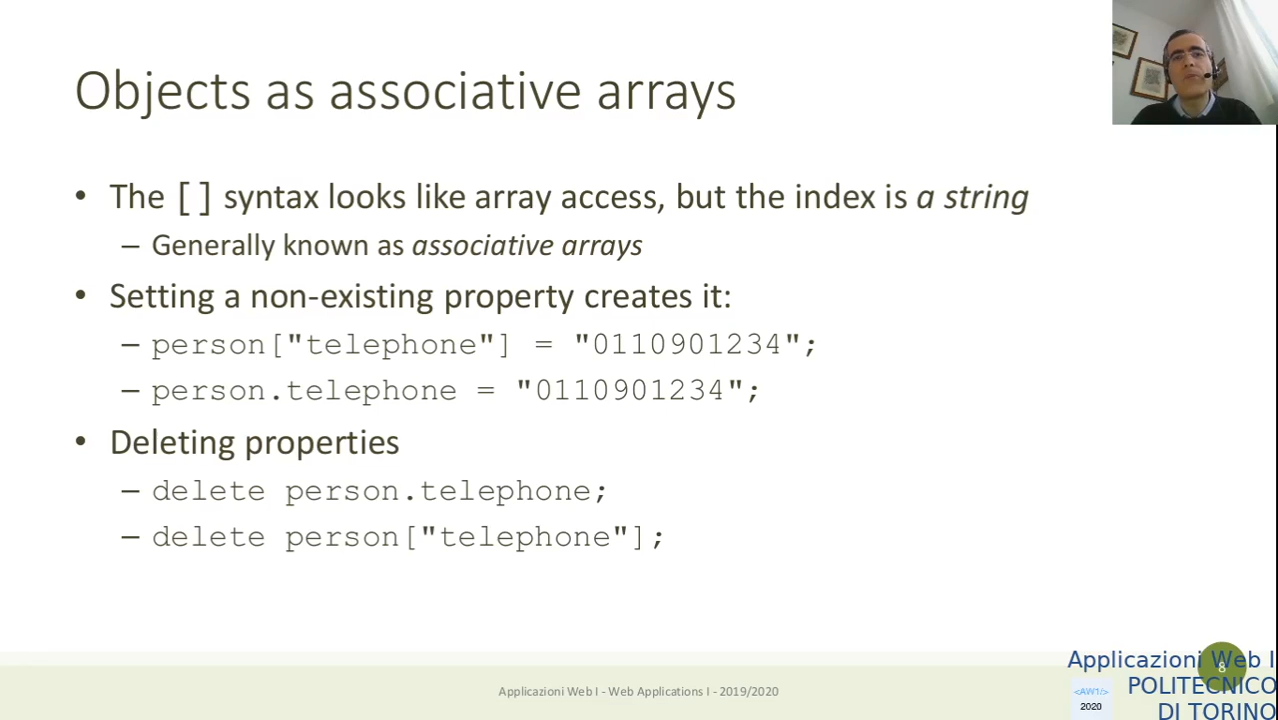 Objects as associative arrays
• The [] syntax looks like array access, but the index is a string
– Generally known as associative arrays
• Setting a non-existing property creates it:
– person["telephone"] = "0110901234";
– person.telephone = "0110901234";
• Deleting properties
– delete person.telephone;
– delete person["telephone"];
Applicazioni Web I - Web Applications I - 2019/2020
8
Applicazioni Web I
POLITECNICO
DI TORINO
<AW1/>
2020